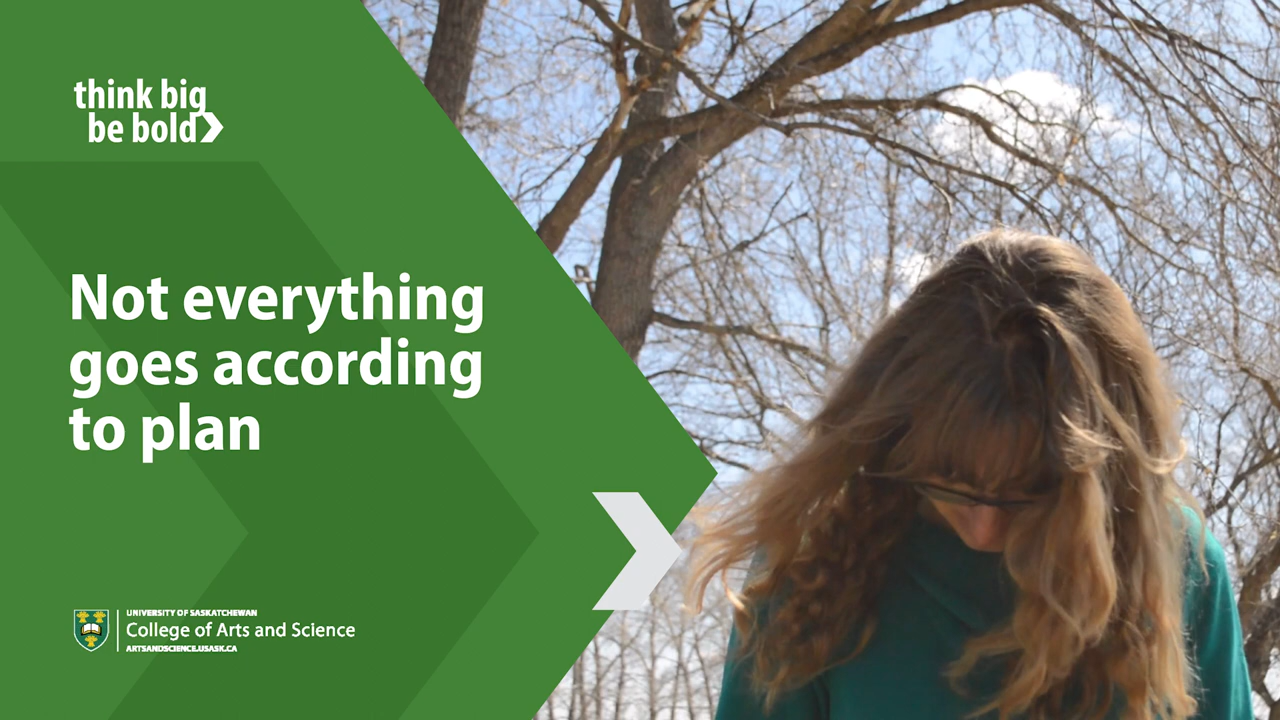 think big
be bold
Not everything
goes according
to plan
UNIVERSITY OF SASKATCHEWAN
College of Arts and Science
ARTSANDSCIENCE.USASK.CA